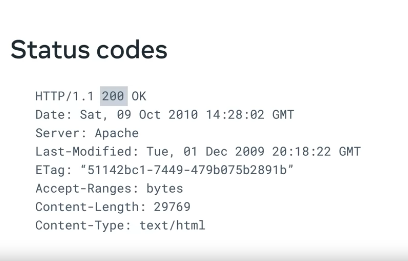 Status codes
HTTP/1.1 200 OK
Date: Sat, 09 Oct 2010 14:28:02 GMT
Server: Apache
Last-Modified: Tue, 01 Dec 2009 20:18:22 GMT
ETag: “51142bc1-7449-479b075b2891b”
Accept-Ranges: bytes
Content-Length: 29769
Content-Type: text/html